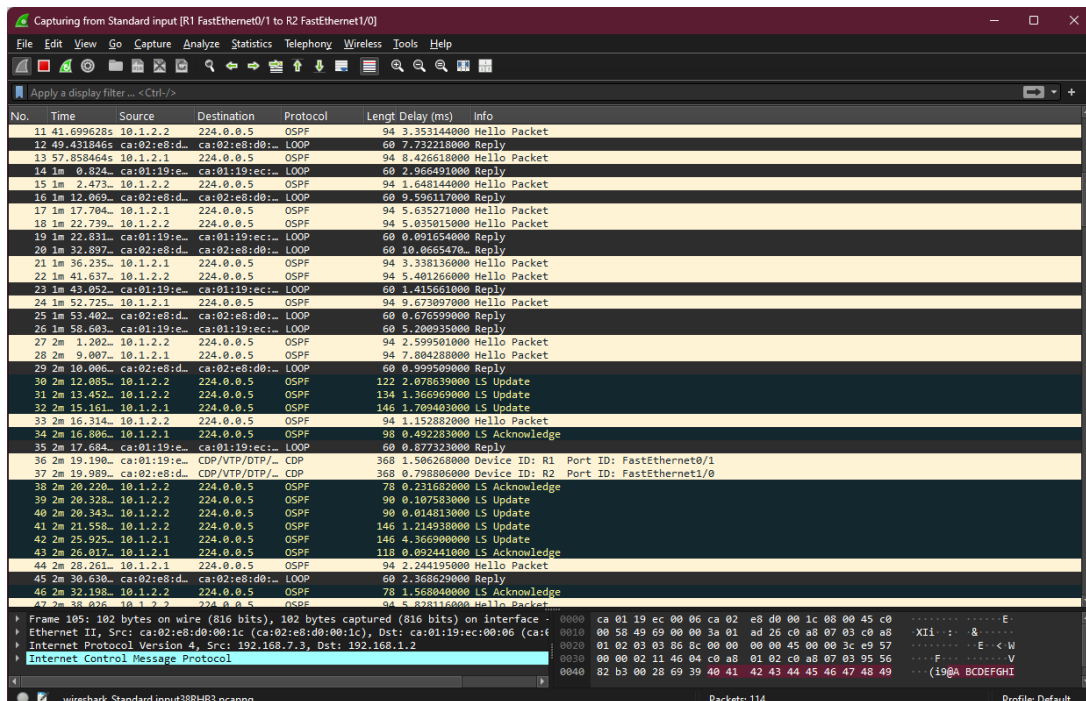 Capturing from Standard input [R1 FastEthernet0/1 to R2 FastEthernet1/0]
File Edit View Go Capture Analyze Statistics Telephony Wireless Tools Help
Apply a display filter ... <Ctrl-/>
No. Time Source Destination Protocol Lengt Delay (ms) Info
11 41.699628s 10.1.2.2 224.0.0.5 OSPF 94 3.353144000 Hello Packet
12 49.431846s ca:02:e8:d… ca:02:e8:d0:… LOOP 60 7.732218000 Reply
13 57.858464s 10.1.2.1 224.0.0.5 OSPF 94 8.426618000 Hello Packet
14 1m 0.824… ca:01:19:e… ca:01:19:ec:… LOOP 60 2.966491000 Reply
15 1m 2.473… 10.1.2.2 224.0.0.5 OSPF 94 1.648144000 Hello Packet
16 1m 12.069… ca:02:e8:d… ca:02:e8:d0:… LOOP 60 9.596117000 Reply
17 1m 17.704… 10.1.2.1 224.0.0.5 OSPF 94 5.635271000 Hello Packet
18 1m 22.739… 10.1.2.2 224.0.0.5 OSPF 94 5.035015000 Hello Packet
19 1m 22.831… ca:01:19:e… ca:01:19:ec:… LOOP 60 0.091654000 Reply
20 1m 32.897… ca:02:e8:d… ca:02:e8:d0:… LOOP 60 10.0665470… Reply
21 1m 36.235… 10.1.2.1 224.0.0.5 OSPF 94 3.338136000 Hello Packet
22 1m 41.637… 10.1.2.2 224.0.0.5 OSPF 94 5.401266000 Hello Packet
23 1m 43.052… ca:01:19:e… ca:01:19:ec:… LOOP 60 1.415661000 Reply
24 1m 52.725… 10.1.2.1 224.0.0.5 OSPF 94 9.673097000 Hello Packet
25 1m 53.402… ca:02:e8:d… ca:02:e8:d0:… LOOP 60 0.676599000 Reply
26 1m 58.603… ca:01:19:e… ca:01:19:ec:… LOOP 60 5.200935000 Reply
27 2m 1.202… 10.1.2.2 224.0.0.5 OSPF 94 2.599501000 Hello Packet
28 2m 9.007… 10.1.2.1 224.0.0.5 OSPF 94 7.804288000 Hello Packet
29 2m 10.006… ca:02:e8:d… ca:02:e8:d0:… LOOP 60 0.999509000 Reply
30 2m 12.085… 10.1.2.2 224.0.0.5 OSPF 122 2.078639000 LS Update
31 2m 13.452… 10.1.2.2 224.0.0.5 OSPF 134 1.366969000 LS Update
32 2m 15.161… 10.1.2.1 224.0.0.5 OSPF 146 1.709403000 LS Update
33 2m 16.314… 10.1.2.2 224.0.0.5 OSPF 94 1.152882000 Hello Packet
34 2m 16.806… 10.1.2.1 224.0.0.5 OSPF 98 0.492283000 LS Acknowledge
35 2m 17.684… ca:01:19:e… ca:01:19:ec:… LOOP 60 0.877323000 Reply
36 2m 19.190… ca:01:19:e… CDP/VTP/DTP/… CDP 368 1.506268000 Device ID: R1 Port ID: FastEthernet0/1
37 2m 19.989… ca:02:e8:d… CDP/VTP/DTP/… CDP 368 0.798806000 Device ID: R2 Port ID: FastEthernet1/0
38 2m 20.220… 10.1.2.2 224.0.0.5 OSPF 78 0.231682000 LS Acknowledge
39 2m 20.328… 10.1.2.2 224.0.0.5 OSPF 90 0.107583000 LS Update
40 2m 20.343… 10.1.2.2 224.0.0.5 OSPF 90 0.014813000 LS Update
41 2m 21.558… 10.1.2.1 224.0.0.5 OSPF 146 1.214938000 LS Update
42 2m 25.925… 10.1.2.2 224.0.0.5 OSPF 146 4.366900000 LS Update
43 2m 26.017… 10.1.2.1 224.0.0.5 OSPF 118 0.092441000 LS Acknowledge
44 2m 28.261… 10.1.2.1 224.0.0.5 OSPF 94 2.244195000 Hello Packet
45 2m 30.630… ca:02:e8:d… ca:02:e8:d0:… LOOP 60 2.368629000 Reply
46 2m 32.198… 10.1.2.2 224.0.0.5 OSPF 78 1.568040000 LS Acknowledge
47 2m 38.026… 10.1.2.2 224.0.0.5 OSPF 94 5.828116000 Hello Packet
Frame 105: 102 bytes on wire (816 bits), 102 bytes captured (816 bits) on interface -
Ethernet II, Src: ca:02:e8:d0:00:1c (ca:02:e8:d0:00:1c), Dst: ca:01:19:ec:00:06 (ca:0
Internet Protocol Version 4, Src: 192.168.7.3, Dst: 192.168.1.2
Internet Control Message Protocol
0000 ca 01 19 ec 00 06 ca 02 e8 d0 00 1c 08 00 45 c0 ··············E·
0010 00 58 49 69 00 00 3a 01 ad 26 c0 a8 07 03 c0 a8 ·XIi··:··&······
0020 01 02 03 03 86 8c 00 00 00 00 45 00 00 3c e9 57 ··········E··<·W
0030 00 00 02 11 46 04 c0 a8 01 02 c0 a8 07 03 95 56 ····F··········V
0040 82 b3 00 28 69 39 40 41 42 43 44 45 46 47 48 49 ···(i9@A BCDEFGHI
wireshark_Standard input38RHB3.pcapng Packets: 114 Profile: Default